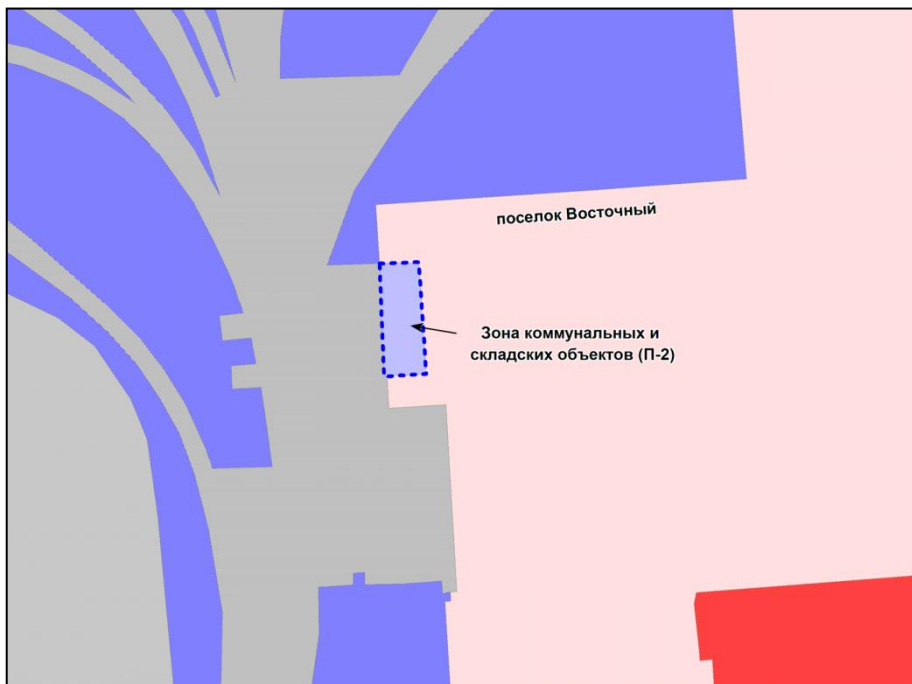 поселок Восточный
Зона коммунальных и
складских объектов (П-2)